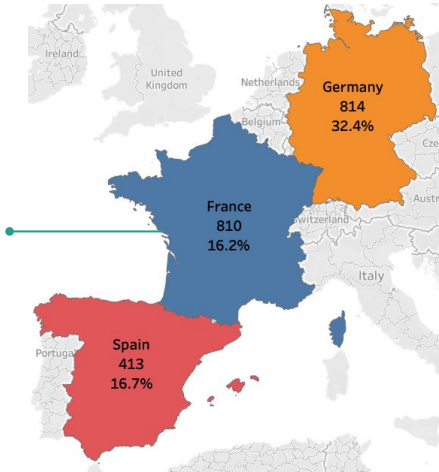 Ireland
United
Kingdom
Netherlands
Germany
814
32.4%
Belgium
Cze
France
810
16.2%
Switzerland
Austr
Italy
Spain
413
16.7%
Portugal